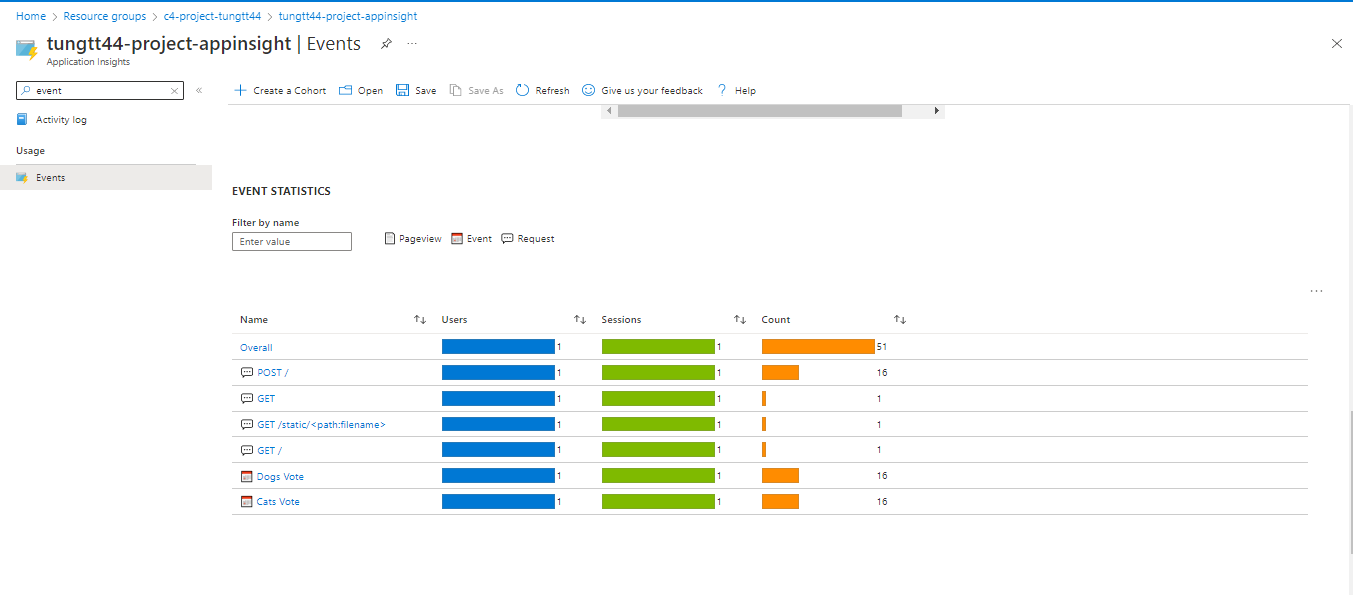 Home > Resource groups > c4-project-tungtt44 > tungtt44-project-appinsight
tungtt44-project-appinsight | Events
Application Insights
event
Create a Cohort Open Save Save As Refresh Give us your feedback ? Help
Activity log
Usage
Events
EVENT STATISTICS
Filter by name
Enter value
Pageview Event Request
Name Users Sessions Count
Overall 1 1 51
POST / 1 1 16
GET 1 1 1
GET /static/<path:filename> 1 1 1
GET / 1 1 1
Dogs Vote 1 1 16
Cats Vote 1 1 16